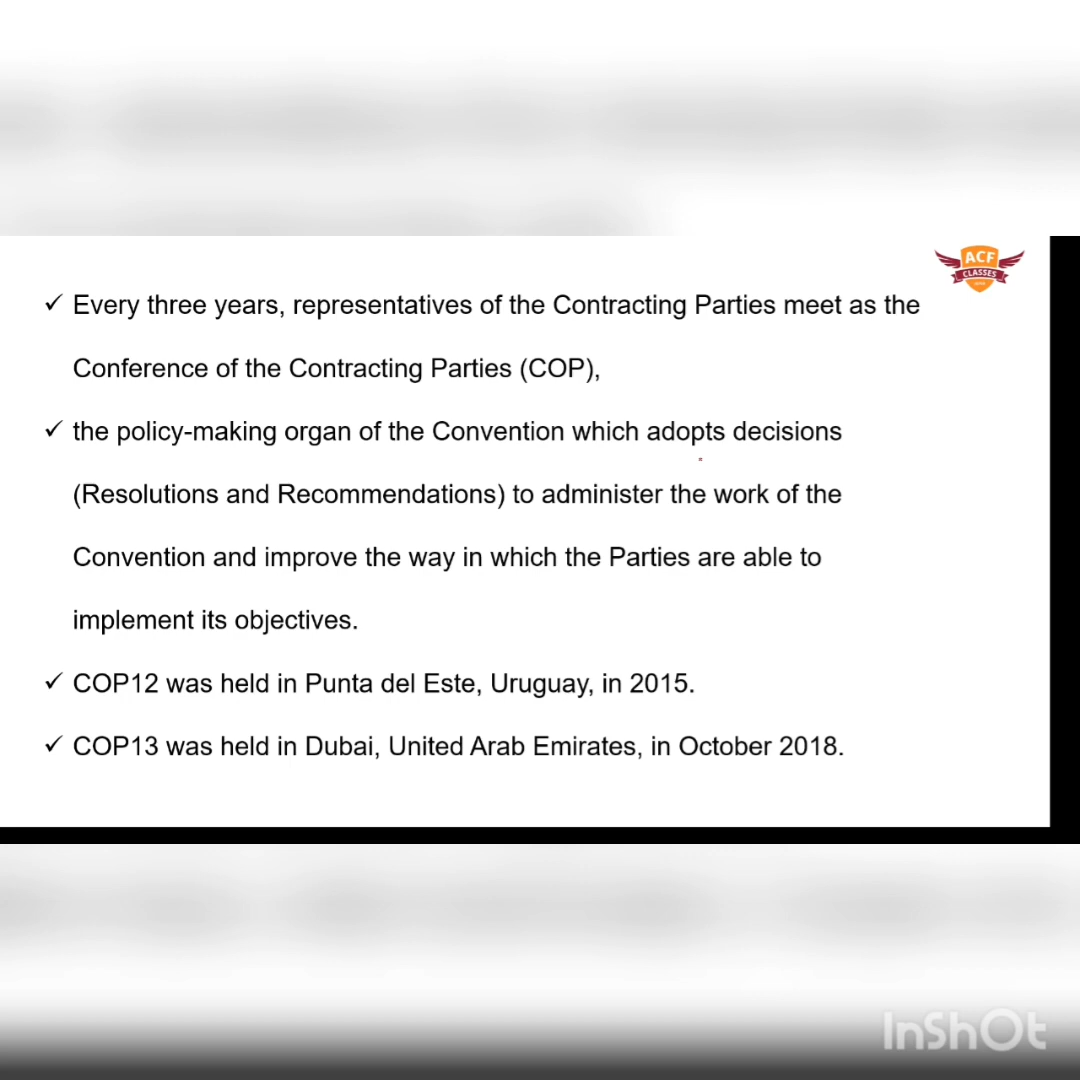 ACF
CLASSES
✓ Every three years, representatives of the Contracting Parties meet as the
Conference of the Contracting Parties (COP),
✓ the policy-making organ of the Convention which adopts decisions
(Resolutions and Recommendations) to administer the work of the
Convention and improve the way in which the Parties are able to
implement its objectives.
✓ COP12 was held in Punta del Este, Uruguay, in 2015.
✓ COP13 was held in Dubai, United Arab Emirates, in October 2018.
InShOt